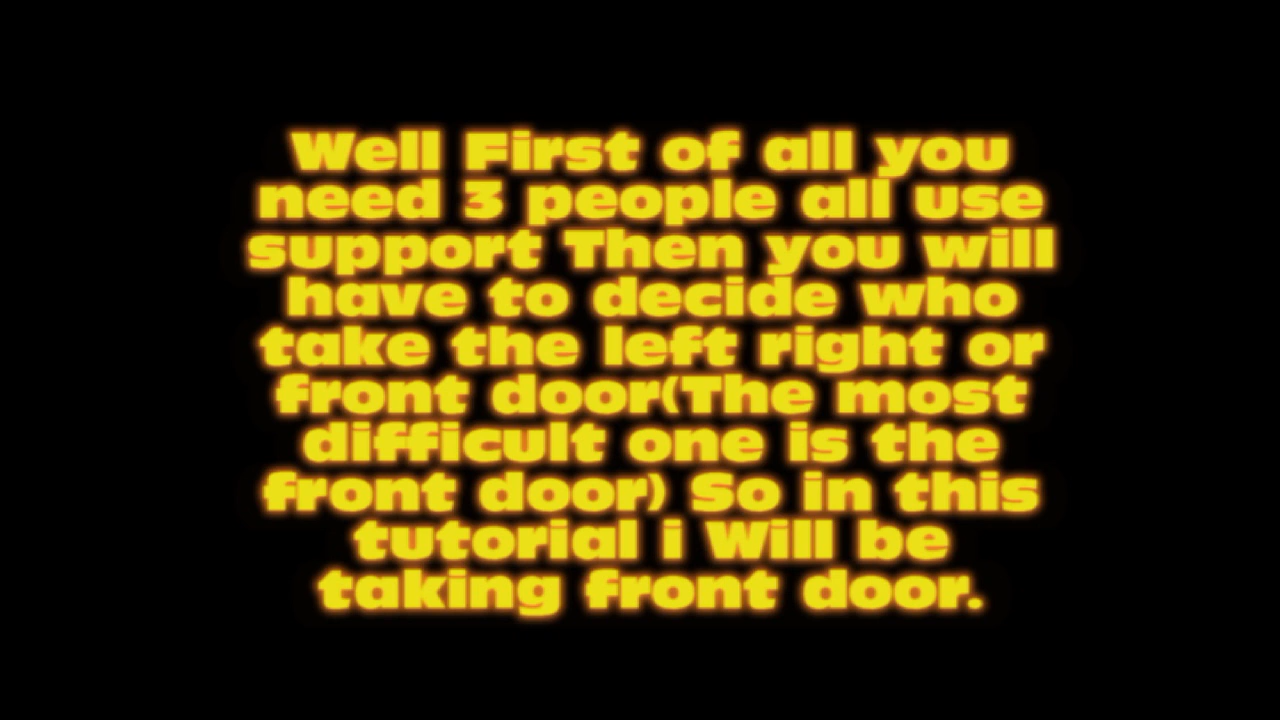 Well First of all you
need 3 people all use
support Then you will
have to decide who
take the left right or
front door(The most
difficult one is the
front door) So in this
tutorial i Will be
taking front door.